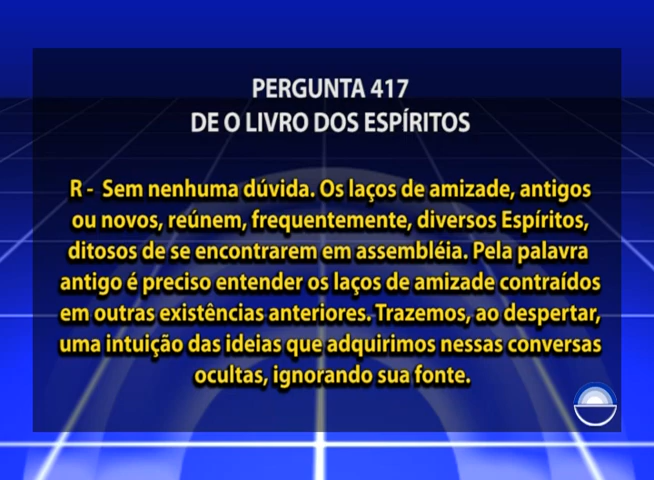 PERGUNTA 417
DE O LIVRO DOS ESPÍRITOS
R - Sem nenhuma dúvida. Os laços de amizade, antigos
ou novos, reúnem, frequentemente, diversos Espíritos,
ditosos de se encontrarem em assembléia. Pela palavra
antigo é preciso entender os laços de amizade contraídos
em outras existências anteriores. Trazemos, ao despertar,
uma intuição das ideias que adquirimos nessas conversas
ocultas, ignorando sua fonte.